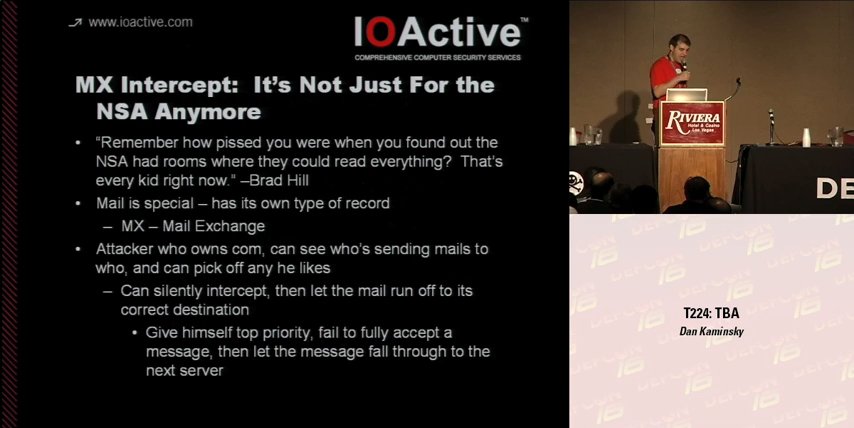 ↗ www.ioactive.com
IOActive™
COMPREHENSIVE COMPUTER SECURITY SERVICES
MX Intercept: It's Not Just For the
NSA Anymore
• "Remember how pissed you were when you found out the
NSA had rooms where they could read everything? That's
every kid right now." –Brad Hill
• Mail is special – has its own type of record
– MX – Mail Exchange
• Attacker who owns com, can see who's sending mails to
who, and can pick off any he likes
– Can silently intercept, then let the mail run off to its
correct destination
• Give himself top priority, fail to fully accept a
message, then let the message fall through to the
next server
RIVIERA
Hotel & Casino
Las Vegas
DE
T224: TBA
Dan Kaminsky
DEFCON
16